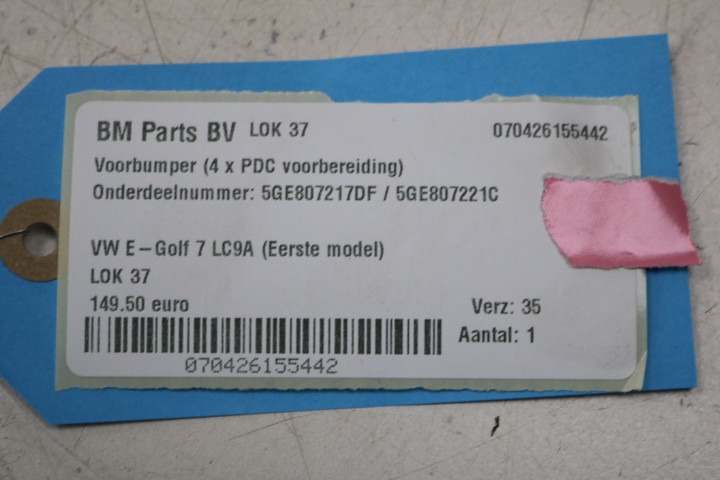 BM Parts BV LOK 37 070426155442
Voorbumper (4 x PDC voorbereiding)
Onderdeelnummer: 5GE807217DF / 5GE807221C
VW E-Golf 7 LC9A (Eerste model)
LOK 37
149.50 euro Verz: 35
Aantal: 1
070426155442